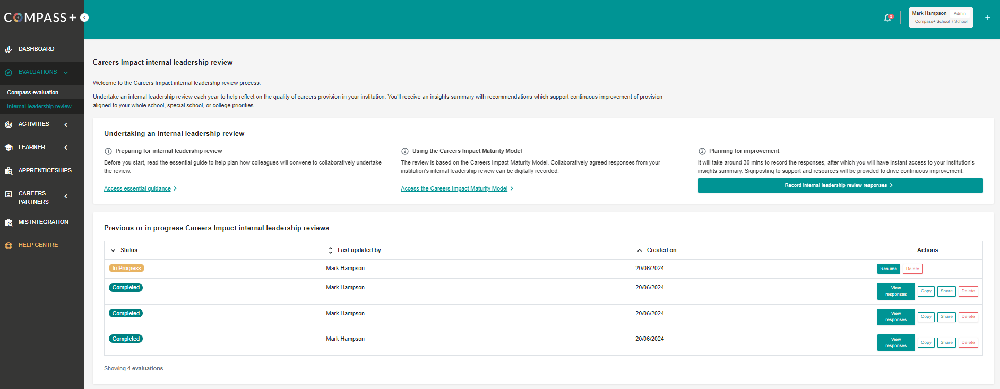 COMPASS+
2
Mark Hampson Admin
Compass+ School / School
+
DASHBOARD
EVALUATIONS
Compass evaluation
Internal leadership review
ACTIVITIES
LEARNER
APPRENTICESHIPS
CAREERS
PARTNERS
MIS INTEGRATION
HELP CENTRE
Careers Impact internal leadership review
Welcome to the Careers Impact internal leadership review process.
Undertake an internal leadership review each year to help reflect on the quality of careers provision in your institution. You'll receive an insights summary with recommendations which support continuous improvement of provision
aligned to your whole school, special school, or college priorities.
Undertaking an internal leadership review
1 Preparing for internal leadership review
Before you start, read the essential guide to help plan how colleagues will convene to collaboratively undertake
the review.
Access essential guidance
2 Using the Careers Impact Maturity Model
The review is based on the Careers Impact Maturity Model. Collaboratively agreed responses from your
institution's internal leadership review can be digitally recorded.
Access the Careers Impact Maturity Model
3 Planning for improvement
It will take around 30 mins to record the responses, after which you will have instant access to your institution's
insights summary. Signposting to support and resources will be provided to drive continuous improvement.
Record internal leadership review responses
Previous or in progress Careers Impact internal leadership reviews
Status Last updated by Created on Actions
In Progress Mark Hampson 20/06/2024 Resume Delete
Completed Mark Hampson 20/06/2024 View
responses Copy Share Delete
Completed Mark Hampson 20/06/2024 View
responses Copy Share Delete
Completed Mark Hampson 20/06/2024 View
responses Copy Share Delete
Showing 4 evaluations